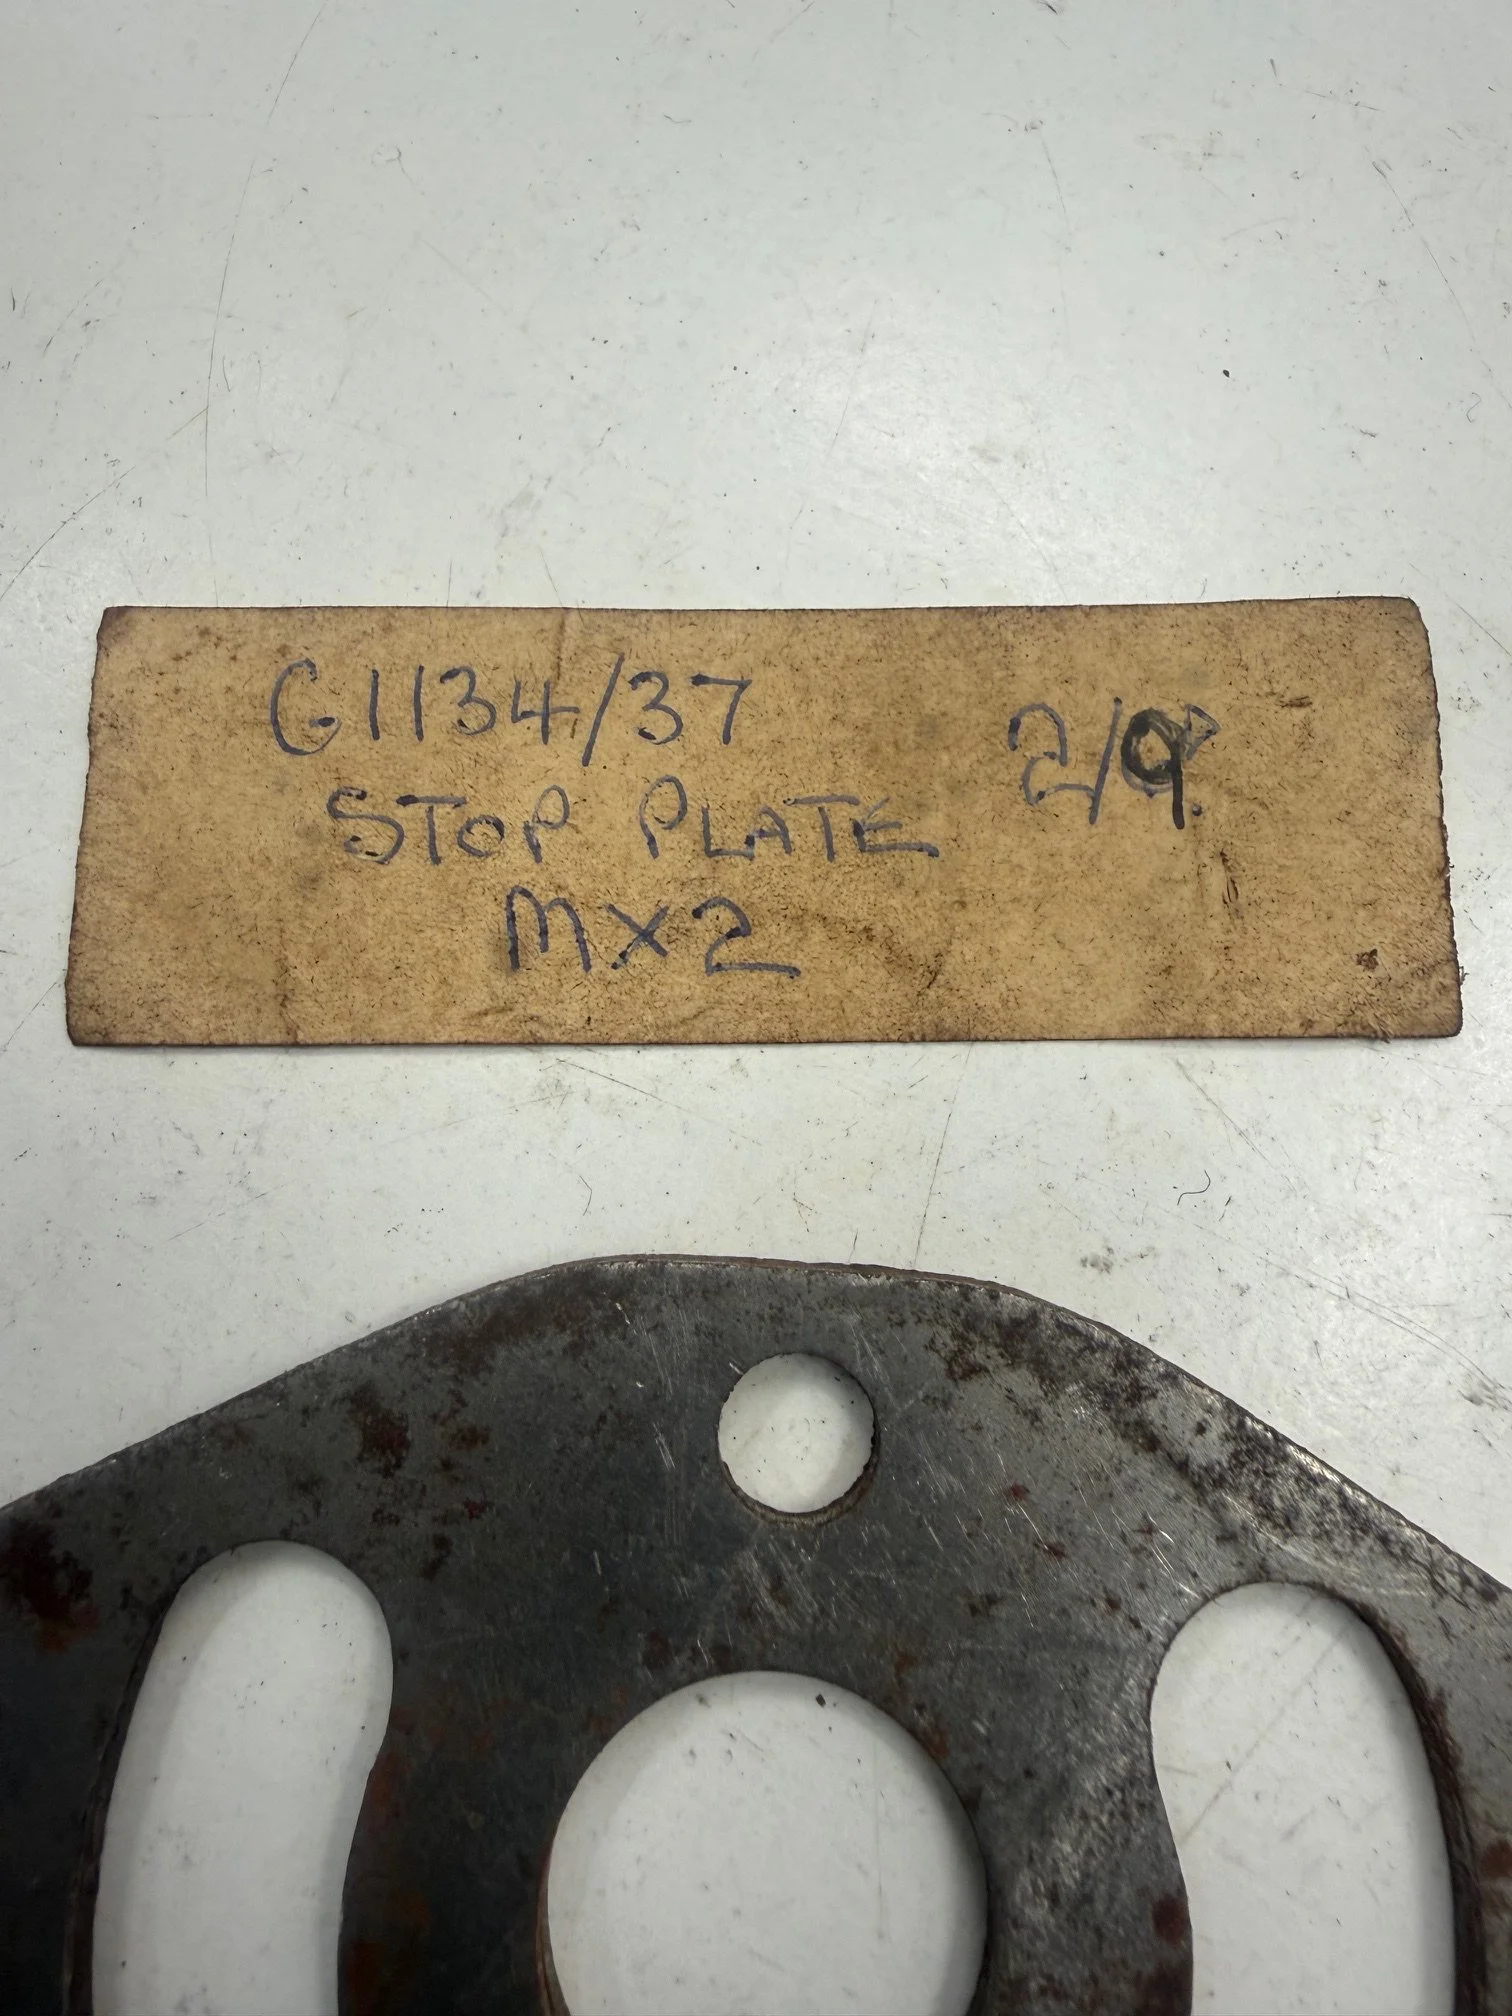 G1134/37
2/9
STOP PLATE
MX2